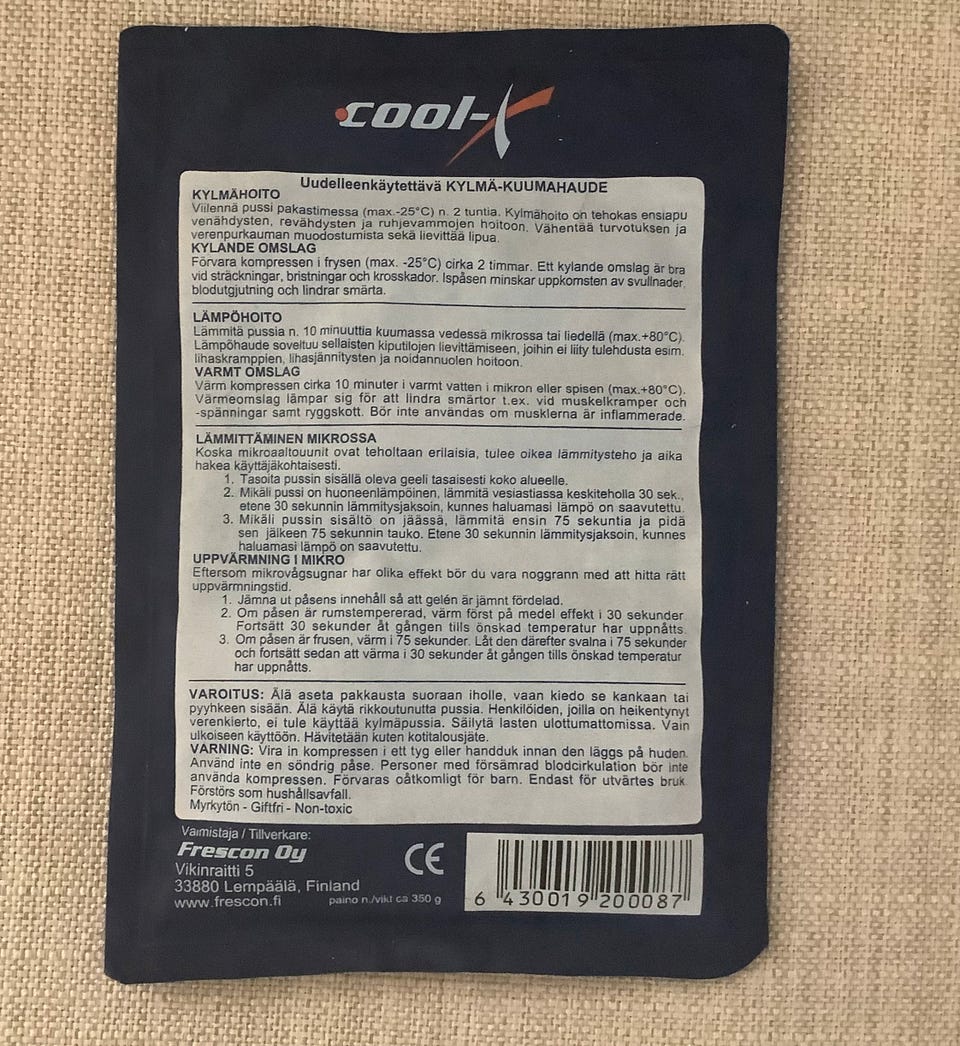 cool-X
Uudelleenkäytettävä KYLMÄ-KUUMAHAUDE
KYLMÄHOITO
Viilennä pussi pakastimessa (max.-25°C) n. 2 tuntia. Kylmähoito on tehokas ensiapu
venähdysten, revähdysten ja ruhjevammojen hoitoon. Vähentää turvotuksen ja
verenpurkauman muodostumista sekä lievittää lipua.
KYLANDE OMSLAG
Förvara kompressen i frysen (max. -25°C) cirka 2 timmar. Ett kylande omslag är bra
vid sträckningar, bristningar och krosskador. Ispåsen minskar uppkomsten av svullnader,
blodutgjutning och lindrar smärta.
LÄMPÖHOITO
Lämmitä pussia n. 10 minuuttia kuumassa vedessä mikrossa tai liedellä (max.+80°C).
Lämpöhaude soveltuu sellaisten kiputilojen lievittämiseen, joihin ei liity tulehdusta esim.
lihaskramppien, lihasjännitysten ja noidannuolen hoitoon.
VARMT OMSLAG
Värm kompressen cirka 10 minuter i varmt vatten i mikron eller spisen (max.+80°C).
Värmeomslag lämpar sig för att lindra smärtor t.ex. vid muskelkramper och
-spänningar samt ryggskott. Bör inte användas om musklerna är inflammerade.
LÄMMITTÄMINEN MIKROSSA
Koska mikroaaltouunit ovat teholtaan erilaisia, tulee oikea lämmitysteho ja aika
hakea käyttäjäkohtaisesti.
1. Tasoita pussin sisällä oleva geeli tasaisesti koko alueelle.
2. Mikäli pussi on huoneenlämpöinen, lämmitä vesiastiassa keskiteholla 30 sek.,
etene 30 sekunnin lämmitysjaksoin, kunnes haluamasi lämpö on saavutettu.
3. Mikäli pussin sisältö on jäässä, lämmitä ensin 75 sekuntia ja pidä
sen jälkeen 75 sekunnin tauko. Etene 30 sekunnin lämmitysjaksoin, kunnes
haluamasi lämpö on saavutettu.
UPPVÄRMNING I MIKRO
Eftersom mikrovågsugnar har olika effekt bör du vara noggrann med att hitta rätt
uppvärmningstid.
1. Jämna ut påsens innehåll så att gelén är jämnt fördelad.
2. Om påsen är rumstempererad, värm först på medel effekt i 30 sekunder
Fortsätt 30 sekunder åt gången tills önskad temperatur har uppnåtts.
3. Om påsen är frusen, värm i 75 sekunder. Låt den därefter svalna i 75 sekunder
och fortsätt sedan att värma i 30 sekunder åt gången tills önskad temperatur
har uppnåtts.
VAROITUS: Älä aseta pakkausta suoraan iholle, vaan kiedo se kankaan tai
pyyhkeen sisään. Älä käytä rikkoutunutta pussia. Henkilöiden, joilla on heikentynyt
verenkierto, ei tule käyttää kylmäpussia. Säilytä lasten ulottumattomissa. Vain
ulkoiseen käyttöön. Hävitetään kuten kotitalousjäte.
VARNING: Vira in kompressen i ett tyg eller handduk innan den läggs på huden.
Använd inte en söndrig påse. Personer med försämrad blodcirkulation bör inte
använda kompressen. Förvaras oåtkomligt för barn. Endast för utvärtes bruk.
Förstörs som hushållsavfall.
Myrkytön - Giftfri - Non-toxic
Valmistaja / Tillverkare:
Frescon Oy
Vikinraitti 5
33880 Lempäälä, Finland
www.frescon.fi
paino n./vikt ca 350 g
CE
6 430019 200087